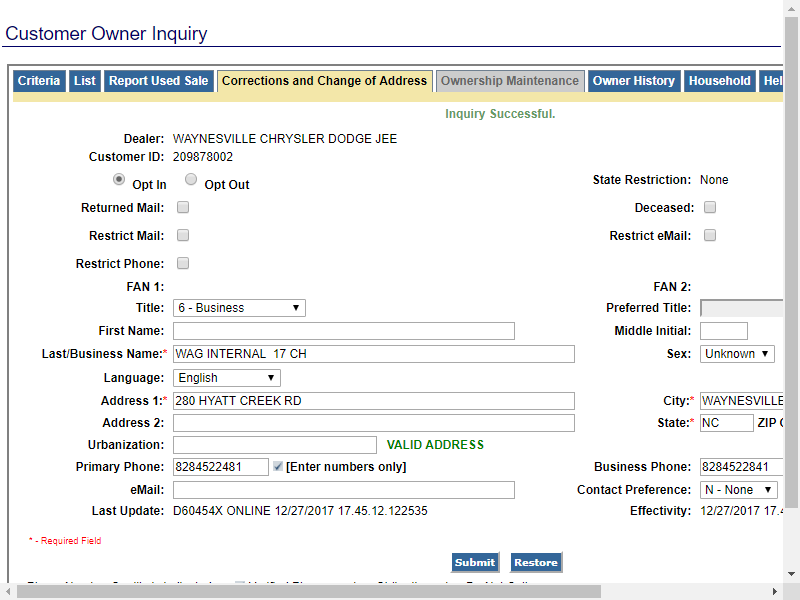 Customer Owner Inquiry
Criteria List Report Used Sale Corrections and Change of Address Ownership Maintenance Owner History Household Hel
Inquiry Successful.
Dealer: WAYNESVILLE CHRYSLER DODGE JEE
Customer ID: 209878002
Opt In Opt Out State Restriction: None
Returned Mail: Deceased:
Restrict Mail: Restrict eMail:
Restrict Phone:
FAN 1: FAN 2:
Title: 6 - Business Preferred Title:
First Name: Middle Initial:
Last/Business Name:* WAG INTERNAL 17 CH Sex: Unknown
Language: English
Address 1:* 280 HYATT CREEK RD City:* WAYNESVILLE
Address 2: State:* NC ZIP
Urbanization: VALID ADDRESS
Primary Phone: 8284522481 [Enter numbers only] Business Phone: 8284522841
eMail: Contact Preference: N - None
Last Update: D60454X ONLINE 12/27/2017 17.45.12.122535 Effectivity: 12/27/2017 17.4
* - Required Field
Submit Restore